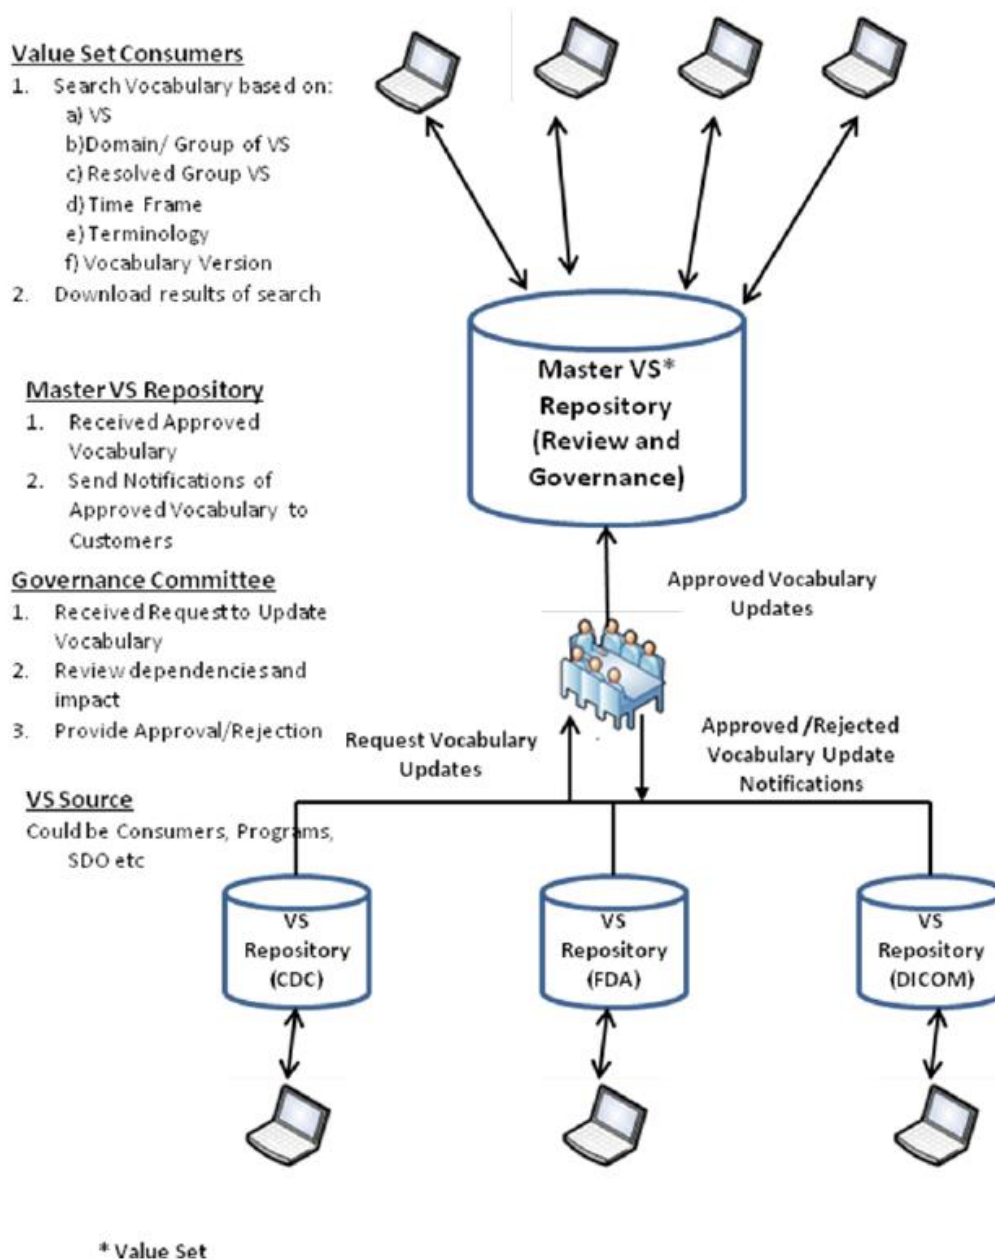 Value Set Consumers
1. Search Vocabulary based on:
a) VS
b)Domain/ Group of VS
c) Resolved Group VS
d) Time Frame
e) Terminology
f) Vocabulary Version
2. Download results of search
Master VS*
Repository
(Review and
Governance)
Master VS Repository
1. Received Approved
Vocabulary
2. Send Notifications of
Approved Vocabulary to
Customers
Governance Committee
1. Received Request to Update
Vocabulary
2. Review dependencies and
impact
3. Provide Approval/Rejection
Approved Vocabulary
Updates
Request Vocabulary
Updates
Approved /Rejected
Vocabulary Update
Notifications
VS Source
Could be Consumers, Programs,
SDO etc
VS
Repository
(CDC)
VS
Repository
(FDA)
VS
Repository
(DICOM)
* Value Set